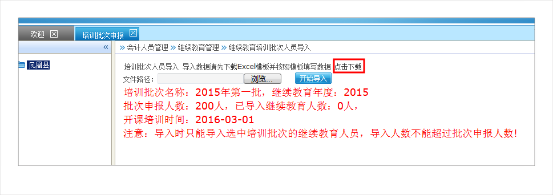 欢迎 培训批次申报
会计人员管理 » 继续教育管理 » 继续教育培训批次人员导入
凤凰县
培训批次人员导入 导入数据请先下载Excel模板并按照模板填写数据 点击下载
文件路径: 浏览... 开始导入
培训批次名称：2015年第一批，继续教育年度：2015
批次申报人数：200人，已导入继续教育人数：0人，
开课培训时间：2016-03-01
注意：导入时只能导入选中培训批次的继续教育人员，导入人数不能超过批次申报人数！